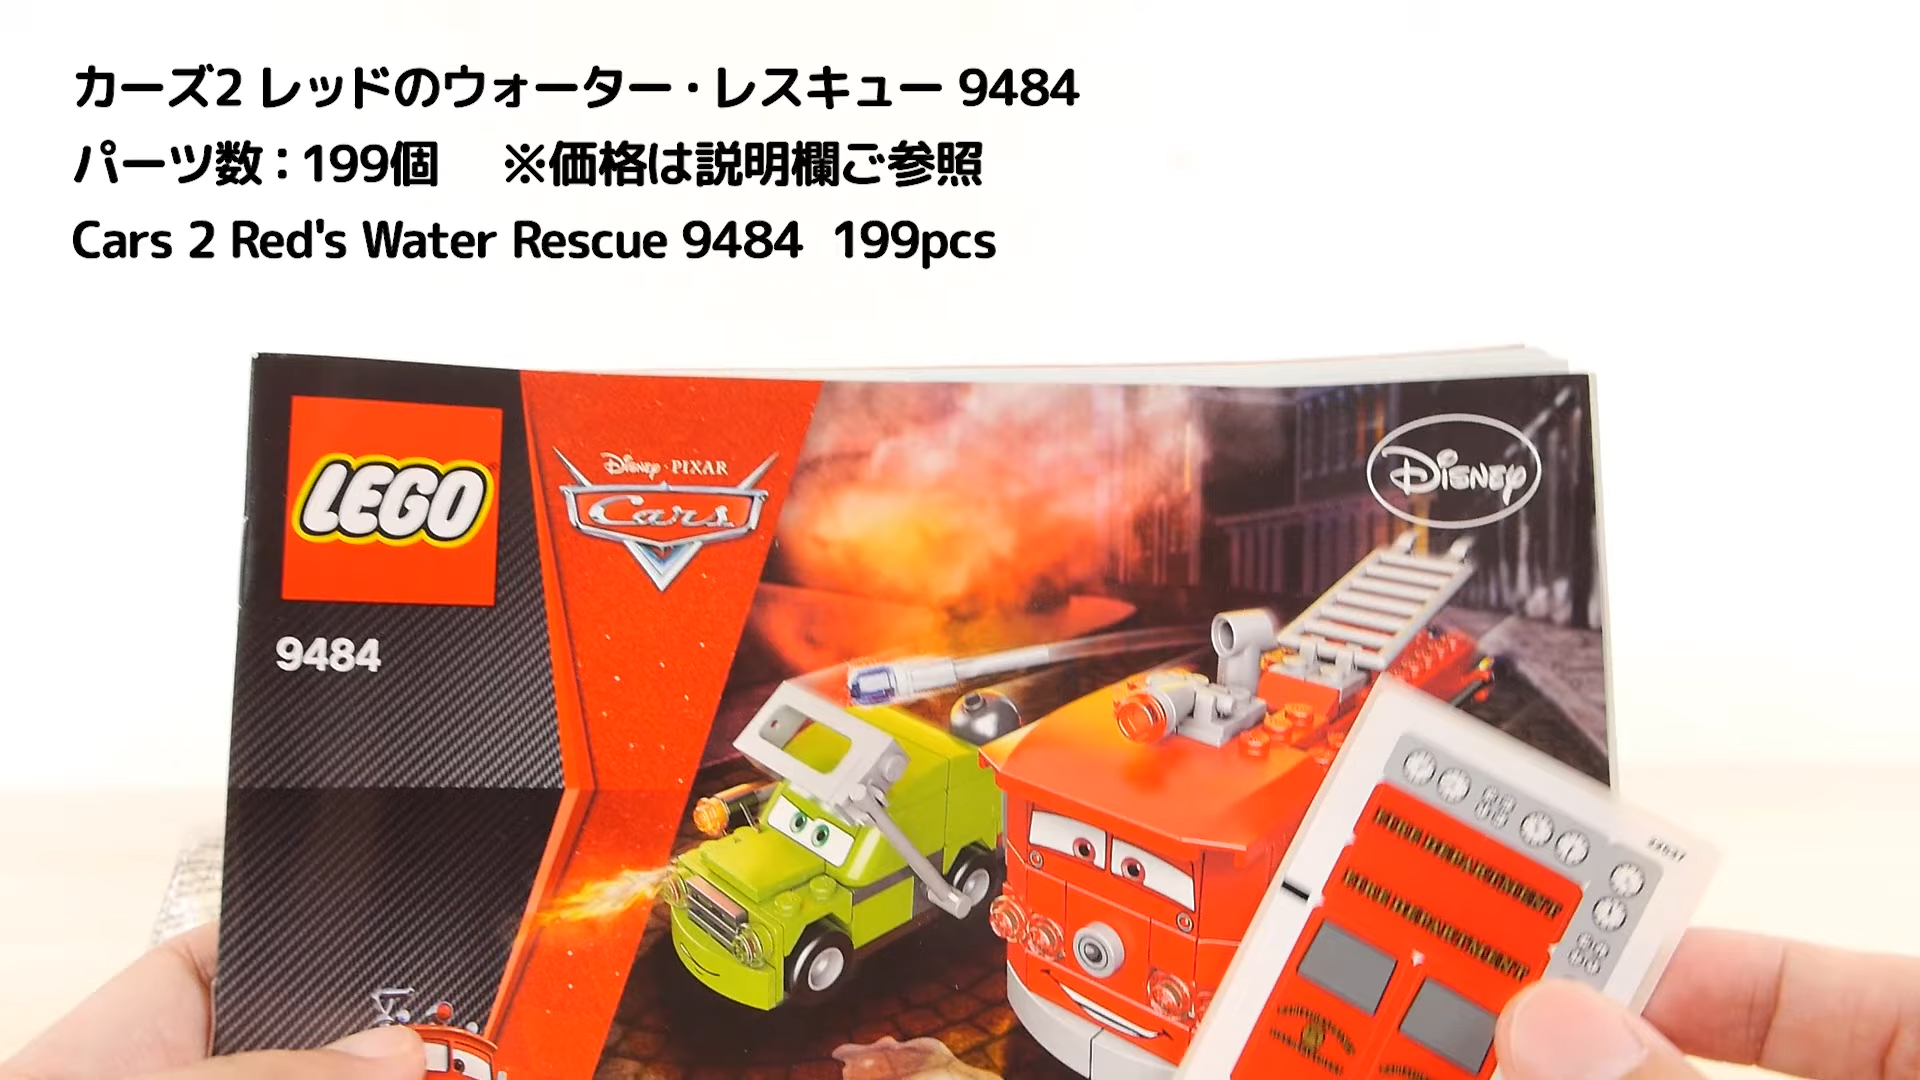 カーズ2 レッドのウォーター・レスキュー 9484
パーツ数：199個　※価格は説明欄ご参照
Cars 2 Red's Water Rescue 9484 199pcs
LEGO
DISNEY · PIXAR
Cars
DISNEY
9484